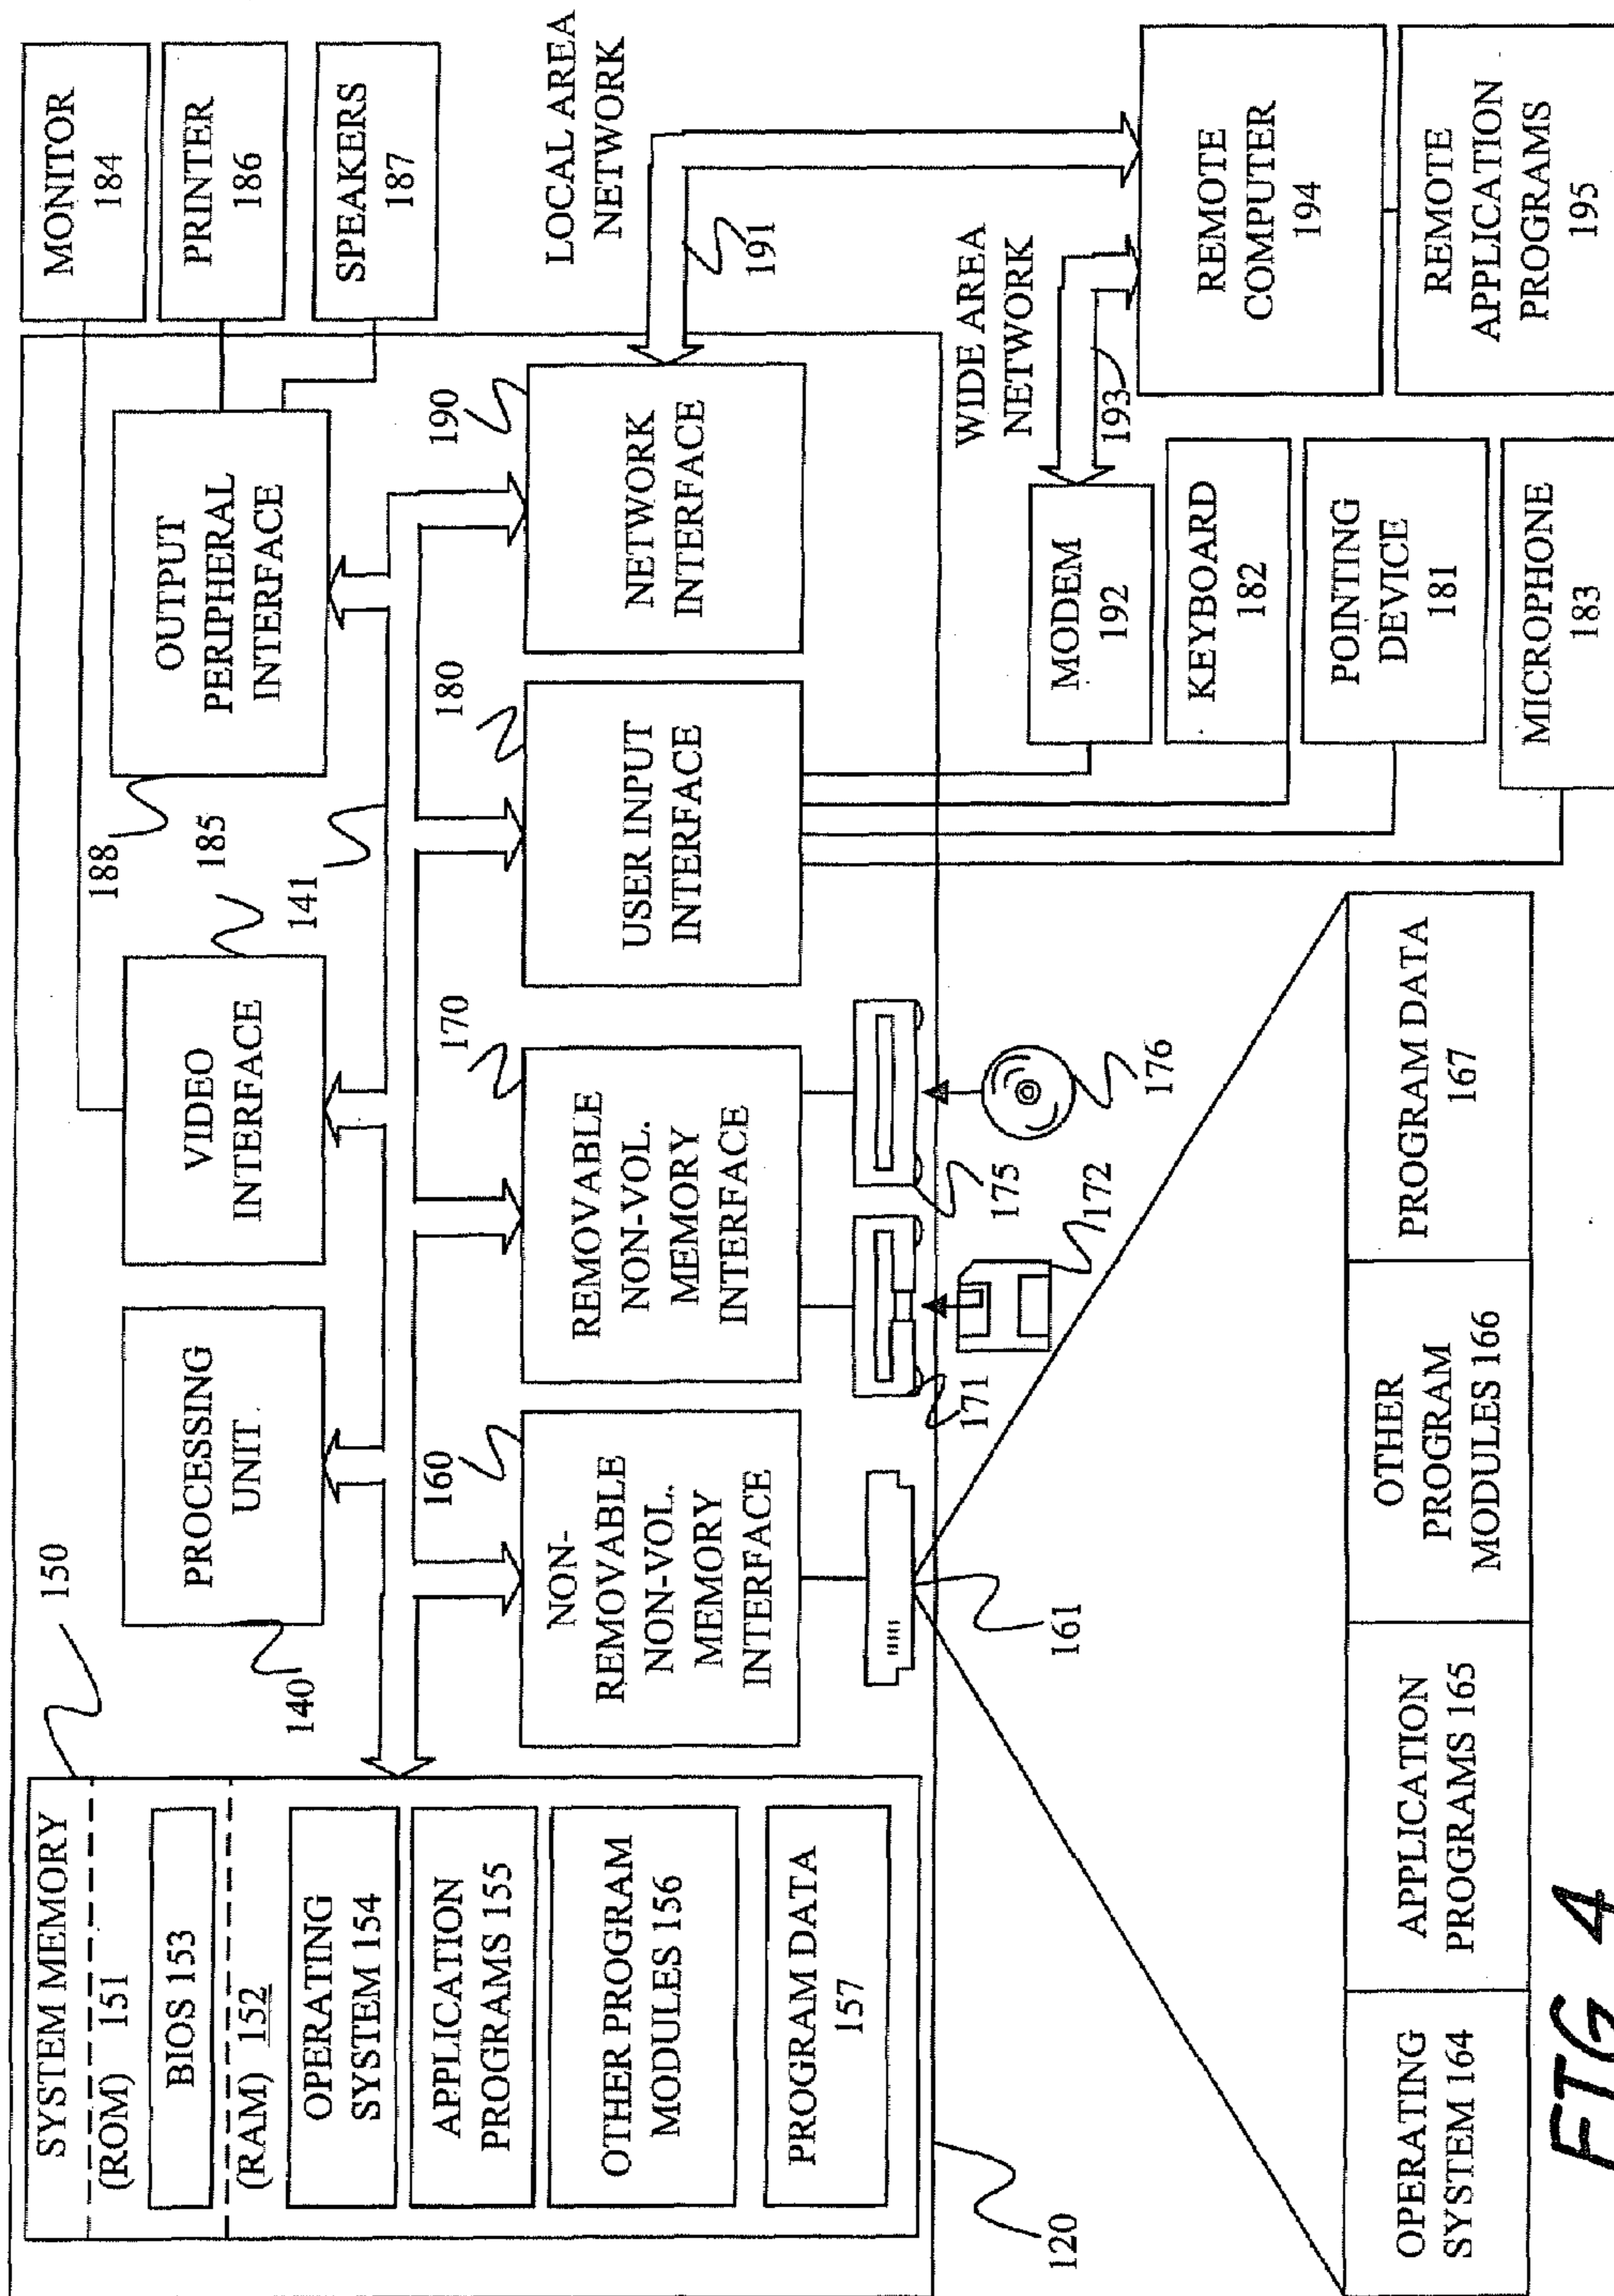 150
SYSTEM MEMORY
(ROM) 151
BIOS 153
(RAM) 152
OPERATING
SYSTEM 154
APPLICATION
PROGRAMS 155
OTHER PROGRAM
MODULES 156
PROGRAM DATA
157
120
140
PROCESSING
UNIT
VIDEO
INTERFACE
185
188
OUTPUT
PERIPHERAL
INTERFACE
141
MONITOR
184
PRINTER
186
SPEAKERS
187
160
NON-
REMOVABLE
NON-VOL.
MEMORY
INTERFACE
170
REMOVABLE
NON-VOL.
MEMORY
INTERFACE
180
USER INPUT
INTERFACE
190
NETWORK
INTERFACE
LOCAL AREA
NETWORK
191
161
171
172
175
176
WIDE AREA
NETWORK
193
MODEM
192
KEYBOARD
182
POINTING
DEVICE
181
MICROPHONE
183
REMOTE
COMPUTER
194
REMOTE
APPLICATION
PROGRAMS
195
OPERATING
SYSTEM 164
APPLICATION
PROGRAMS 165
OTHER
PROGRAM
MODULES 166
PROGRAM DATA
167
FIG 4